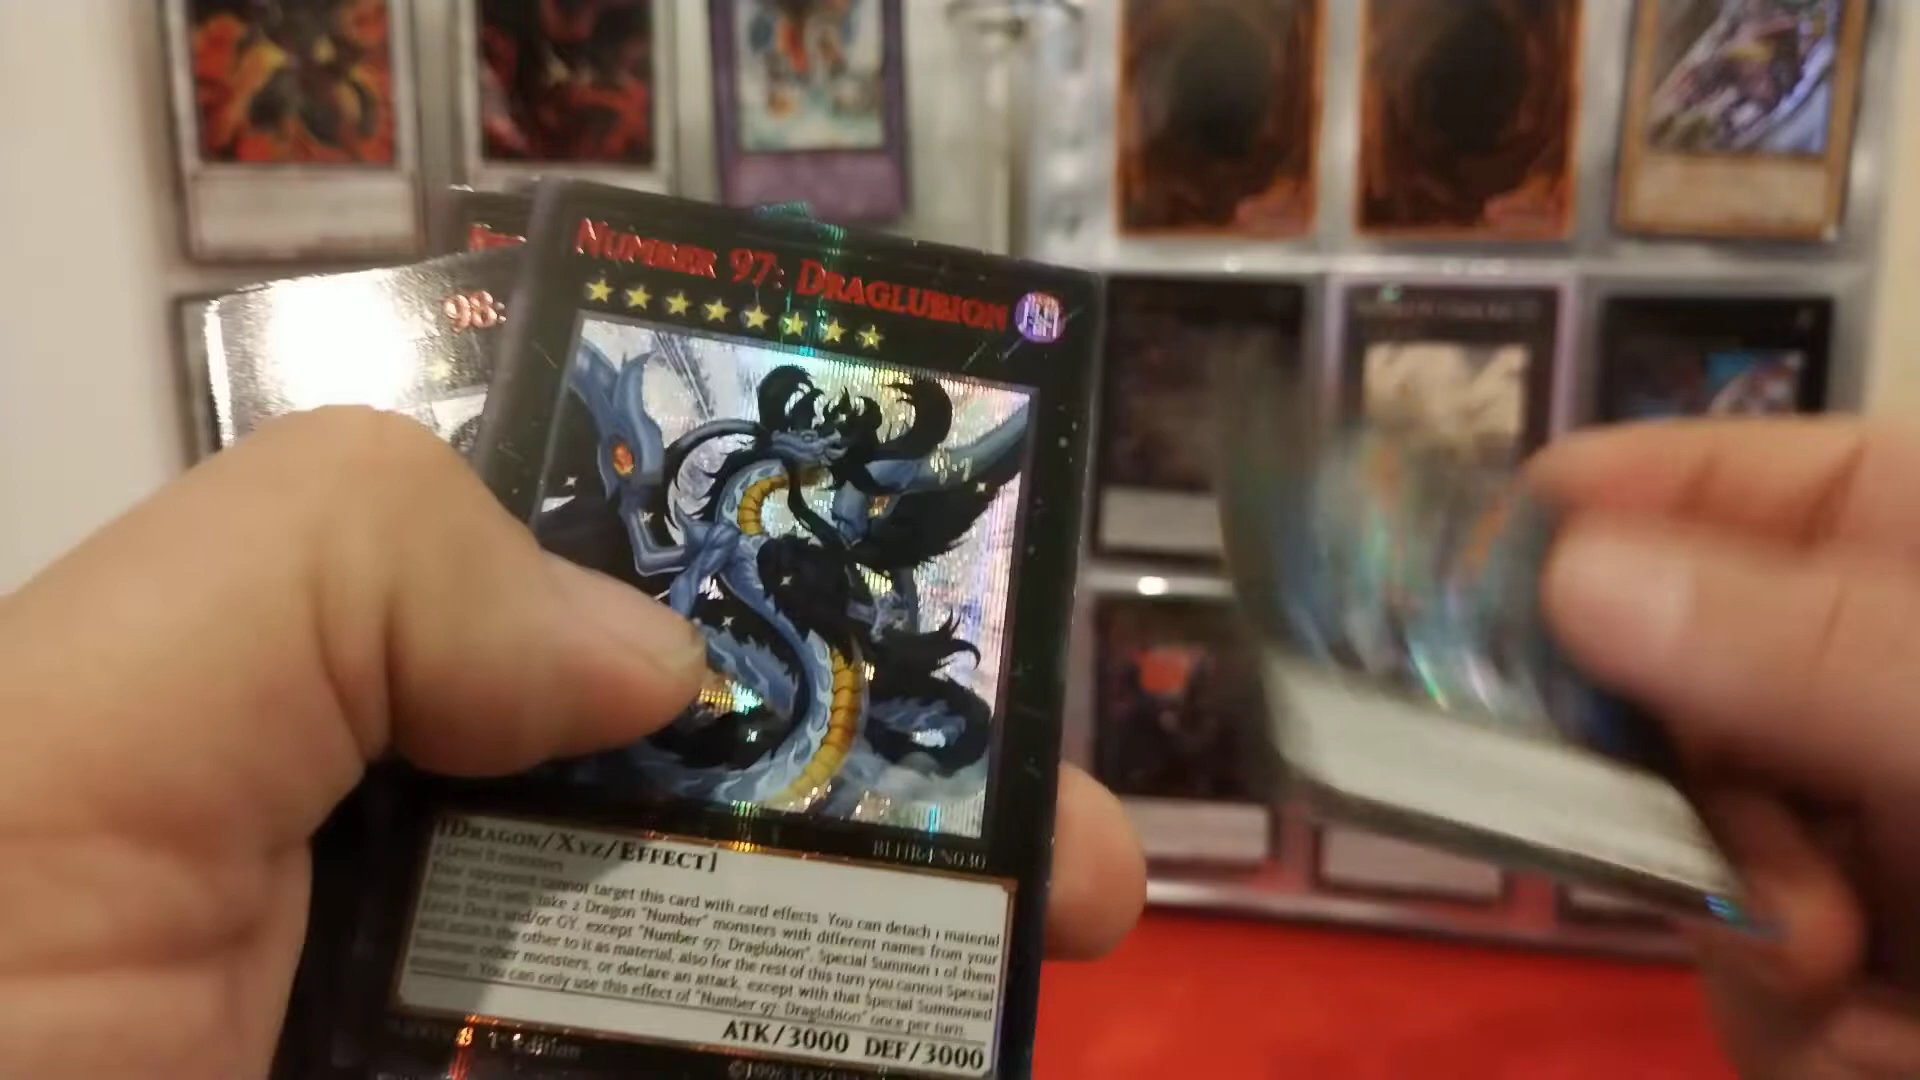 98:
NUMBER 97: DRAGLUBION
BLHR-EN030
[DRAGON/XYZ/EFFECT]
2 Level 8 monsters
Your opponent cannot target this card with card effects. You can detach 1 material
from this card; take 2 Dragon "Number" monsters with different names from your
Extra Deck and/or GY, except "Number 97: Draglubion", Special Summon 1 of them
and attach the other to it as material, also for the rest of this turn you cannot Special
Summon other monsters, or declare an attack, except with that Special Summoned
monster. You can only use this effect of "Number 97: Draglubion" once per turn.
ATK/3000 DEF/3000
1st Edition
©1996